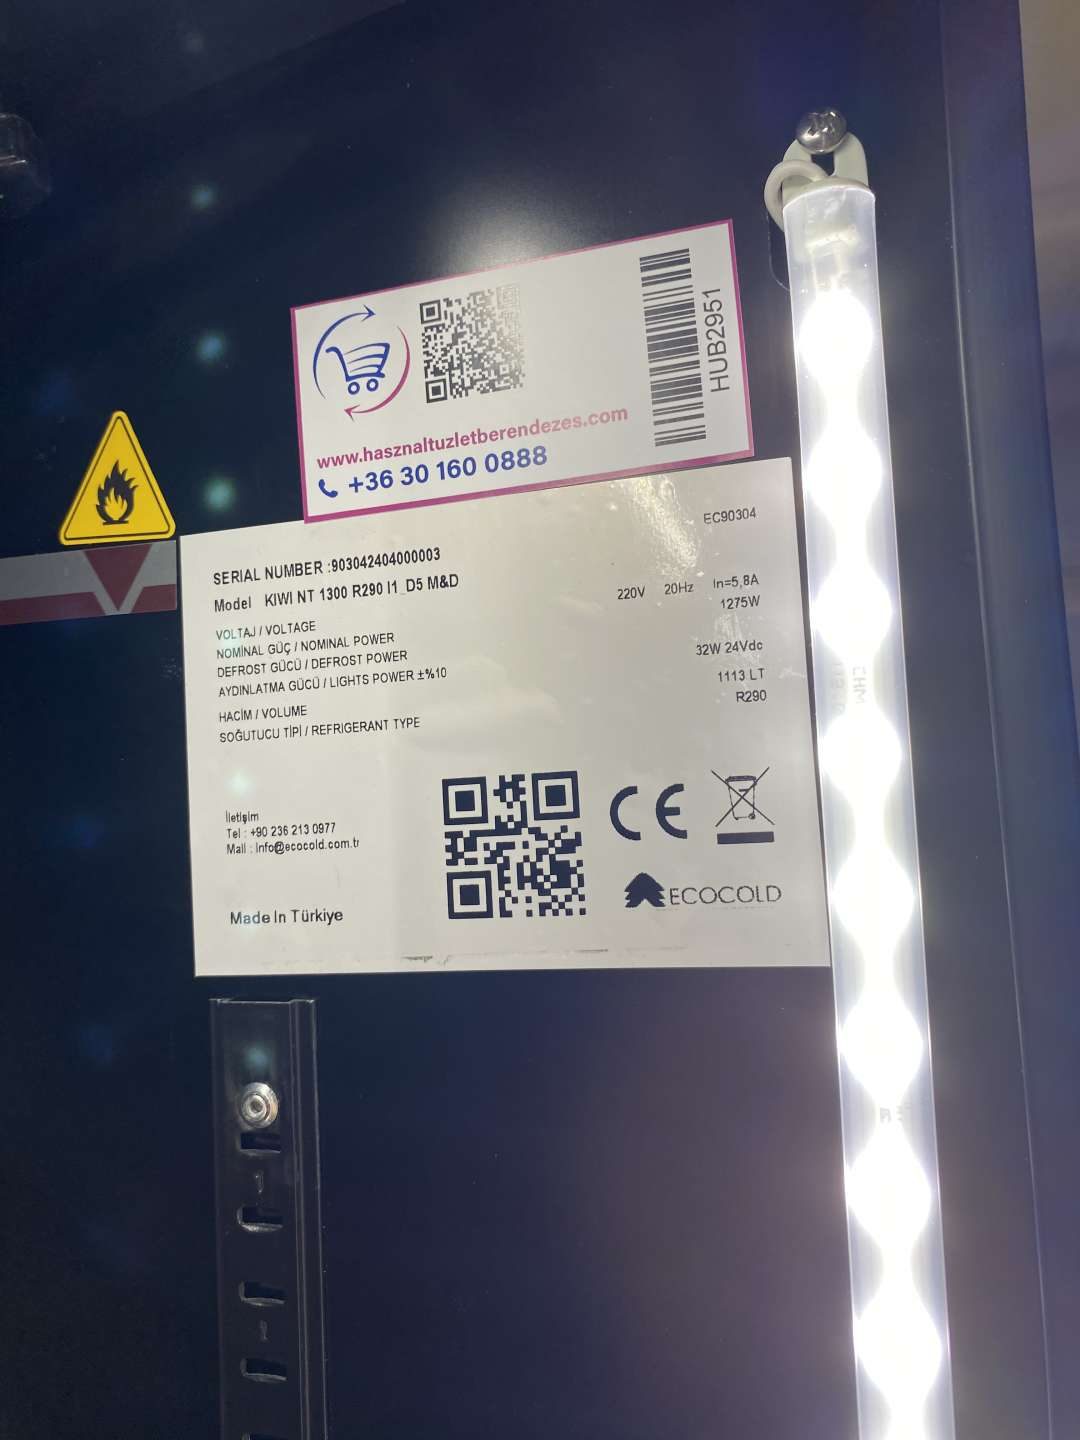 HUB2951
www.hasznaltuzletberendezes.com
+36 30 160 0888
EC90304
SERIAL NUMBER :903042404000003
Model KIWI NT 1300 R290 I1_D5 M&D
VOLTAJ / VOLTAGE 220V 20Hz In=5,8A
NOMİNAL GÜÇ / NOMINAL POWER 1275W
DEFROST GÜCÜ / DEFROST POWER
AYDINLATMA GÜCÜ / LIGHTS POWER ±%10 32W 24Vdc
HACİM / VOLUME 1113 LT
SOĞUTUCU TİPİ / REFRIGERANT TYPE R290
İletişim
Tel : +90 236 213 0977
Mail : info@ecocold.com.tr
CE
ECOCOLD
Made In Türkiye